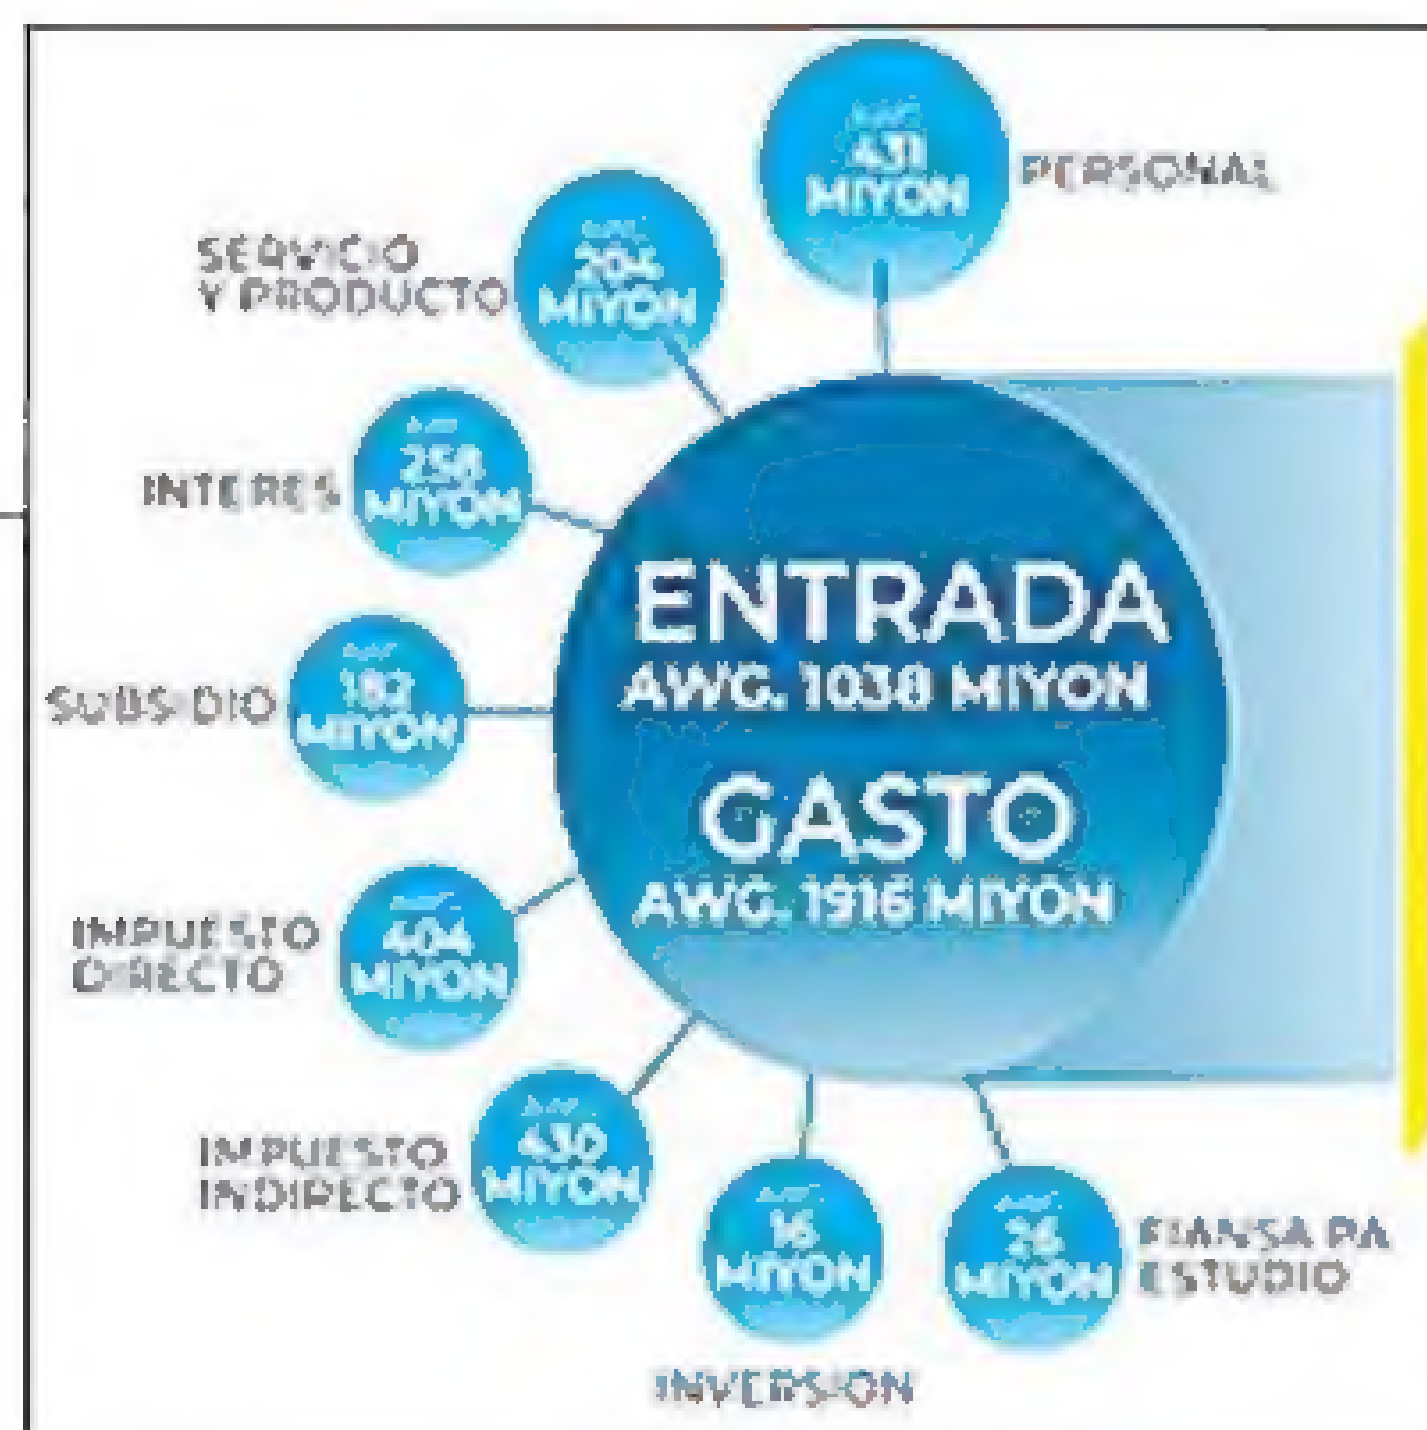 431
MIYON
PERSONAL
204
MIYON
SERVICIO
Y PRODUCTO
258
MIYON
INTERES
ENTRADA
AWG. 1038 MIYON
GASTO
AWG. 1916 MIYON
182
MIYON
SUBSIDIO
404
MIYON
IMPUESTO
DIRECTO
430
MIYON
IMPUESTO
INDIRECTO
16
MIYON
INVERSION
26
MIYON
FIANSA PA
ESTUDIO